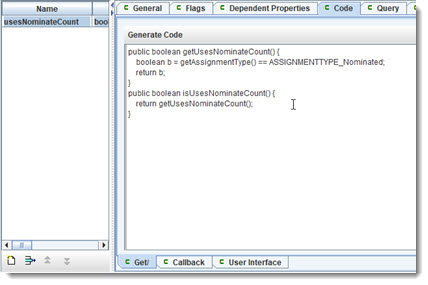 Name
usesNominateCount
boo
General
Flags
Dependent Properties
Code
Query
Generate Code
public boolean getUsesNominateCount() {
boolean b = getAssignmentType() == ASSIGNMENTTYPE_Nominated;
return b;
}
public boolean isUsesNominateCount() {
return getUsesNominateCount();
}
Get/
Callback
User Interface